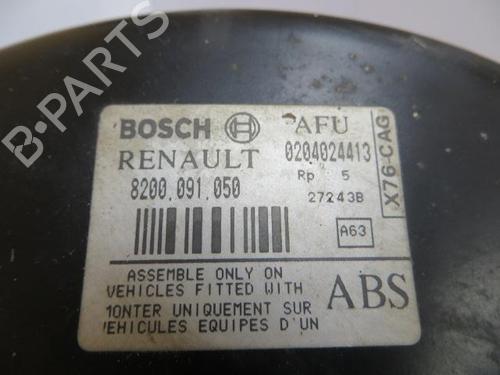 B-PARTS
BOSCH AFU
RENAULT 0204024413
8200.091.050 Rp 5
27243B
X76-CAG
A63
ASSEMBLE ONLY ON
VEHICLES FITTED WITH
MONTER UNIQUEMENT SUR
VEHICULES EQUIPES D'UN
ABS